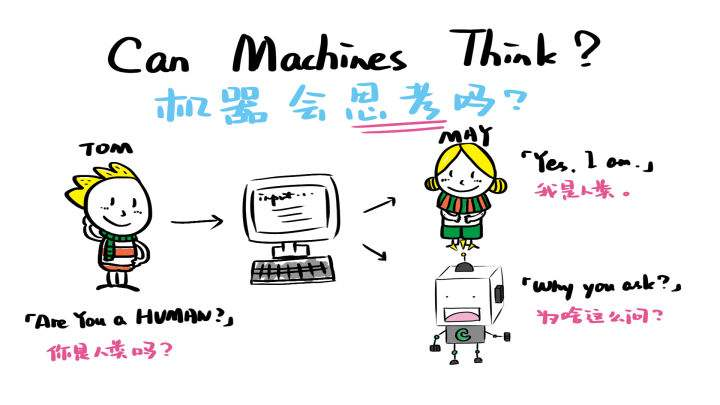 Can Machines Think?
机器会思考吗?
TOM
MAY
input...
「Yes, I am.」
我是人类。
「Are You a HUMAN?」
你是人类吗?
「Why you ask?」
为啥这么问?
C